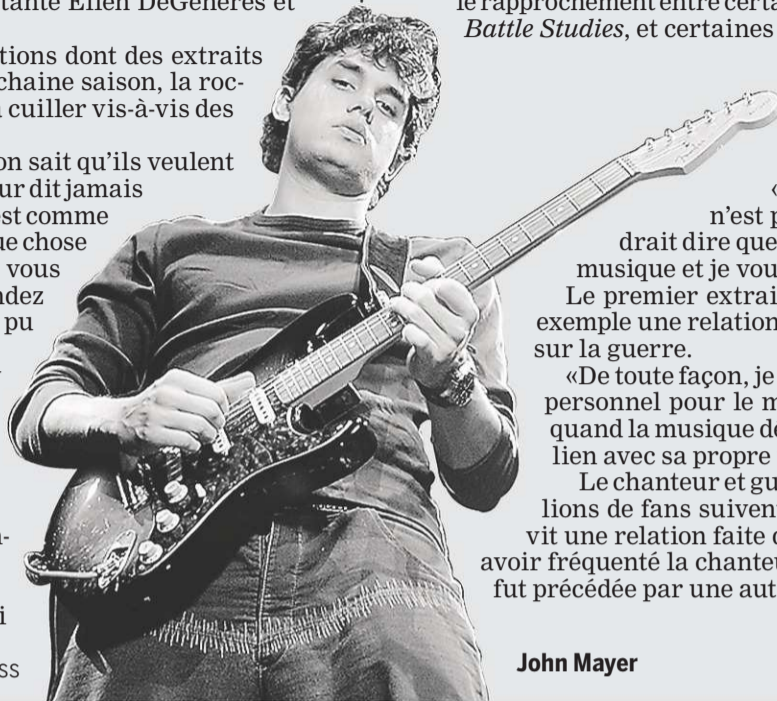 tante Ellen DeGeneres et
tions dont des extraits
chaine saison, la roc-
cuiller vis-à-vis des
on sait qu'ils veulent
ur dit jamais
est comme
ue chose
vous
ndez
pu
i
ss
le rapprochement entre certa
Battle Studies, et certaines
«
n'est p
drait dire que
musique et je vou
Le premier extrai
exemple une relation
sur la guerre.
«De toute façon, je
personnel pour le m
quand la musique de
lien avec sa propre
Le chanteur et gu
lions de fans suiven
vit une relation faite d
avoir fréquenté la chanteu
fut précédée par une aut
John Mayer